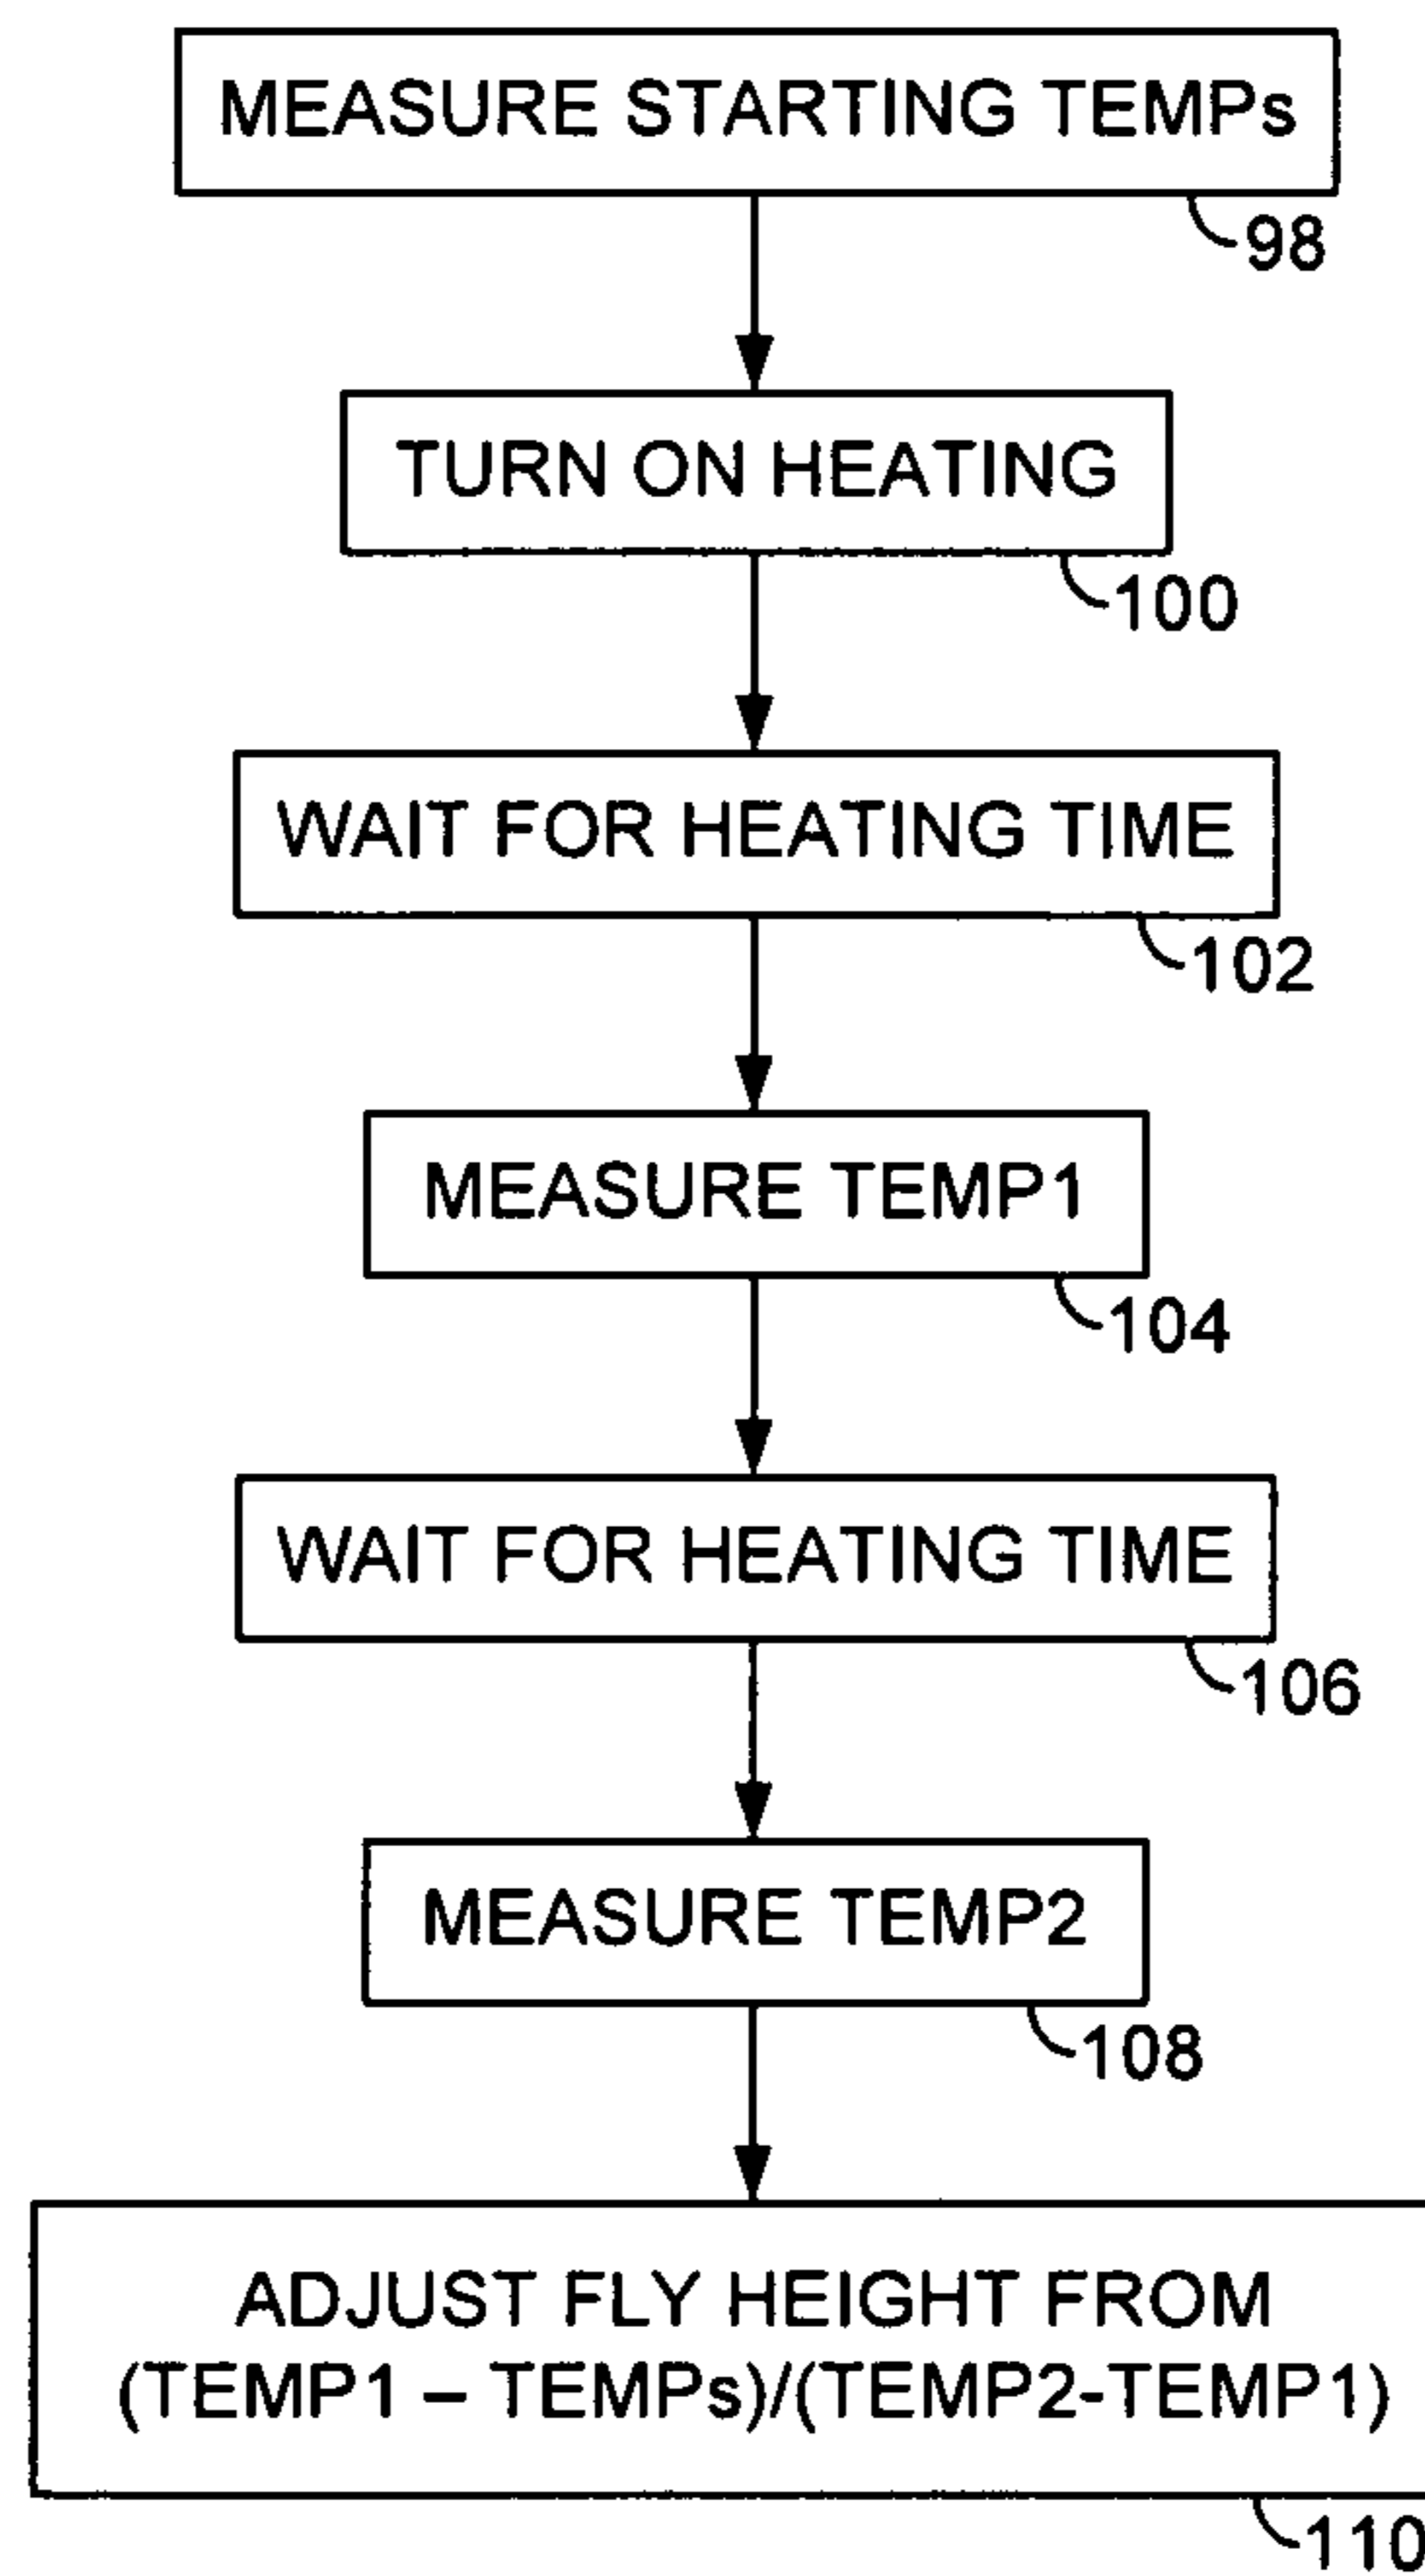 MEASURE STARTING TEMPs
98
TURN ON HEATING
100
WAIT FOR HEATING TIME
102
MEASURE TEMP1
104
WAIT FOR HEATING TIME
106
MEASURE TEMP2
108
ADJUST FLY HEIGHT FROM
(TEMP1 – TEMPs)/(TEMP2-TEMP1)
110